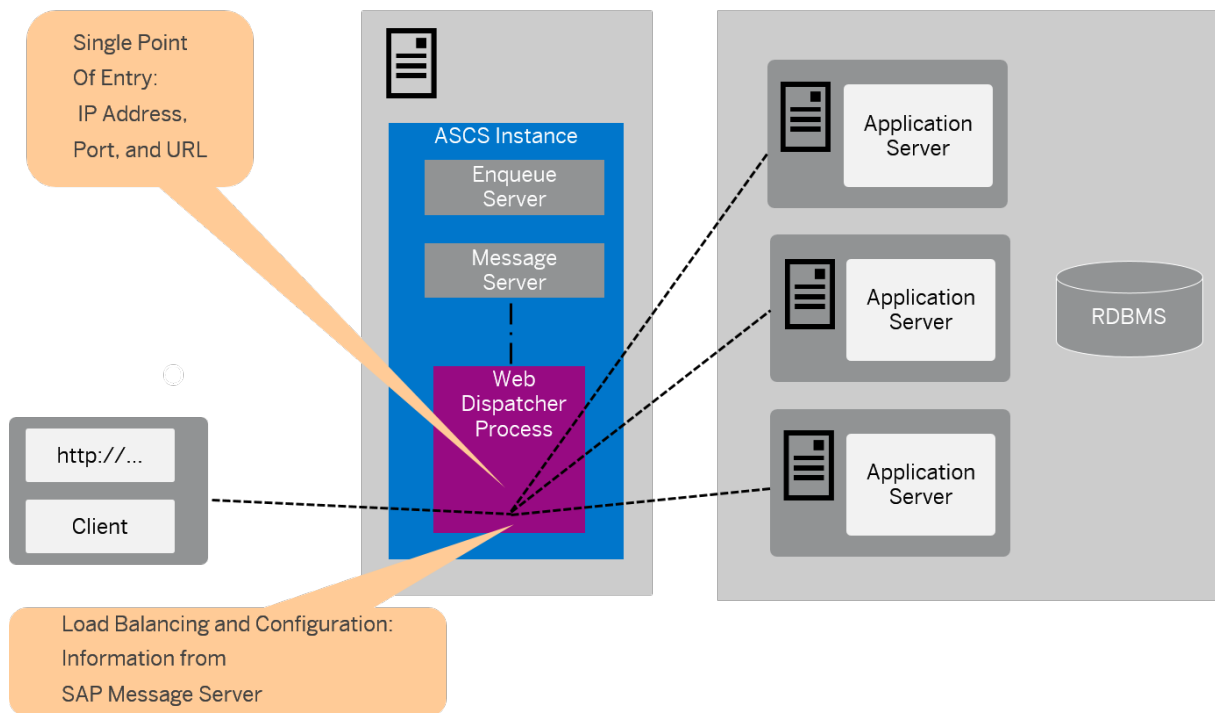 Single Point
Of Entry:
IP Address,
Port, and URL
ASCS Instance
Enqueue
Server
Message
Server
Web
Dispatcher
Process
http://...
Client
Load Balancing and Configuration:
Information from
SAP Message Server
Application
Server
Application
Server
Application
Server
RDBMS